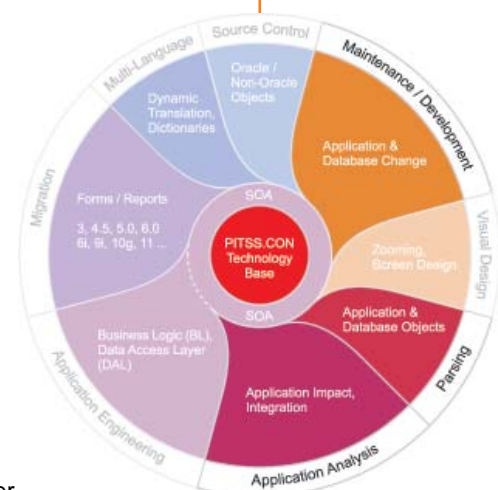 Source Control
Oracle /
Non-Oracle
Objects
Maintenance / Development
Application &
Database Change
Visual Design
Zooming,
Screen Design
Parsing
Application &
Database Objects
Application Analysis
Application Impact,
Integration
Application Engineering
Business Logic (BL),
Data Access Layer
(DAL)
Migration
Forms / Reports
3, 4.5, 5.0, 6.0
6i, 9i, 10g, 11 ...
Multi-Language
Dynamic
Translation,
Dictionaries
SOA
PITSS.CON
Technology
Base
SOA
er